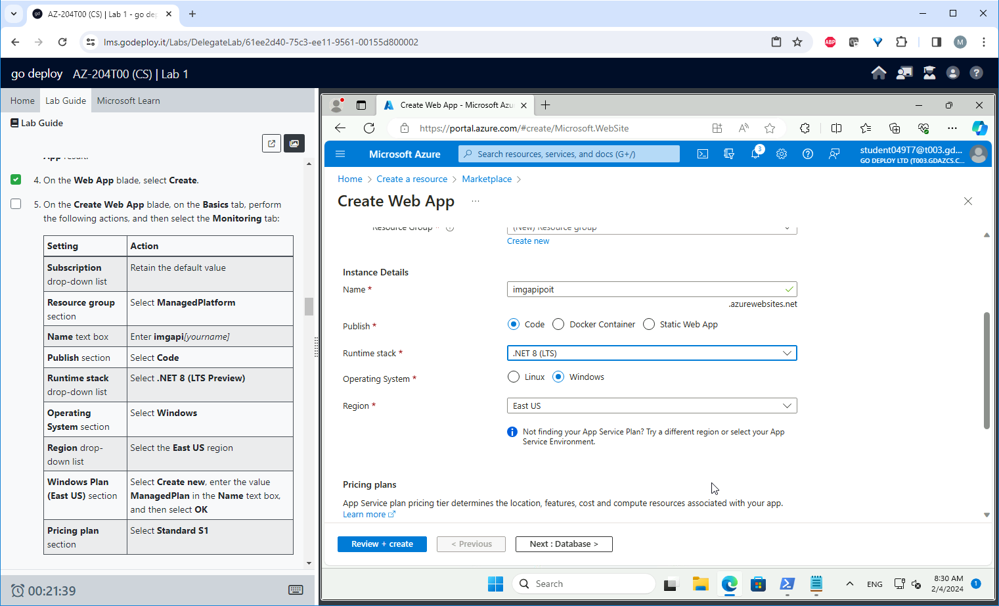 AZ-204T00 (CS) | Lab 1 - go dep
lms.godeploy.it/Labs/DelegateLab/61ee2d40-75c3-ee11-9561-00155d800002
ABP
M
go deploy AZ-204T00 (CS) | Lab 1
Home Lab Guide Microsoft Learn
Lab Guide
App result.
4. On the Web App blade, select Create.
5. On the Create Web App blade, on the Basics tab, perform
the following actions, and then select the Monitoring tab:
Setting Action
Subscription
drop-down list
Retain the default value
Resource group
section
Select ManagedPlatform
Name text box Enter imgapi[yourname]
Publish section Select Code
Runtime stack
drop-down list
Select .NET 8 (LTS Preview)
Operating
System section
Select Windows
Region drop-
down list
Select the East US region
Windows Plan
(East US) section
Select Create new, enter the value
ManagedPlan in the Name text box,
and then select OK
Pricing plan
section
Select Standard S1
00:21:39
Create Web App - Microsoft Azu
https://portal.azure.com/#create/Microsoft.WebSite
Microsoft Azure
Search resources, services, and docs (G+/)
3
student049T7@t003.gd...
GO DEPLOY LTD (T003.GDAZCS.C...
Home > Create a resource > Marketplace >
Create Web App ...
Resource Group *
(New) Resource group
Create new
Instance Details
Name *
imgapipoit
.azurewebsites.net
Publish *
Code Docker Container Static Web App
Runtime stack *
.NET 8 (LTS)
Operating System *
Linux Windows
Region *
East US
Not finding your App Service Plan? Try a different region or select your App
Service Environment.
Pricing plans
App Service plan pricing tier determines the location, features, cost and compute resources associated with your app.
Learn more
Review + create
< Previous
Next : Database >
Search
ENG
8:30 AM
2/4/2024
1